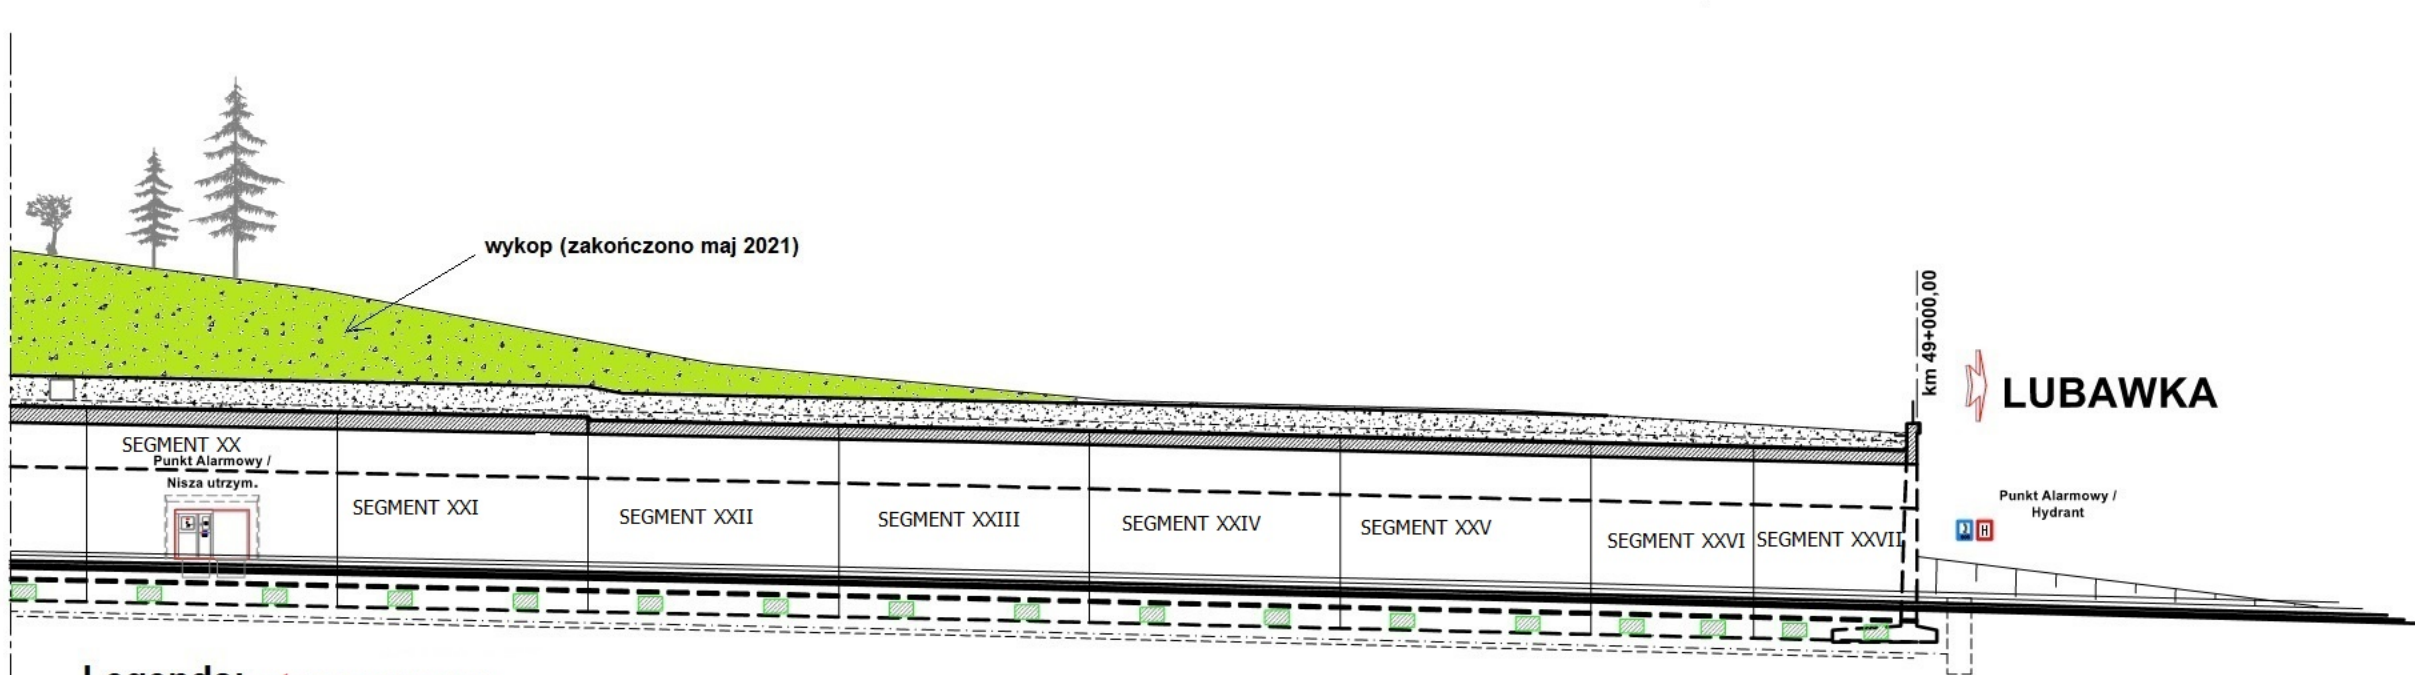 wykop (zakończono maj 2021)
km 49+000,00
LUBAWKA
SEGMENT XX
Punkt Alarmowy /
Nisza utrzym.
SEGMENT XXI
SEGMENT XXII
SEGMENT XXIII
SEGMENT XXIV
SEGMENT XXV
SEGMENT XXVI
SEGMENT XXVII
Punkt Alarmowy /
Hydrant
H
Legenda: